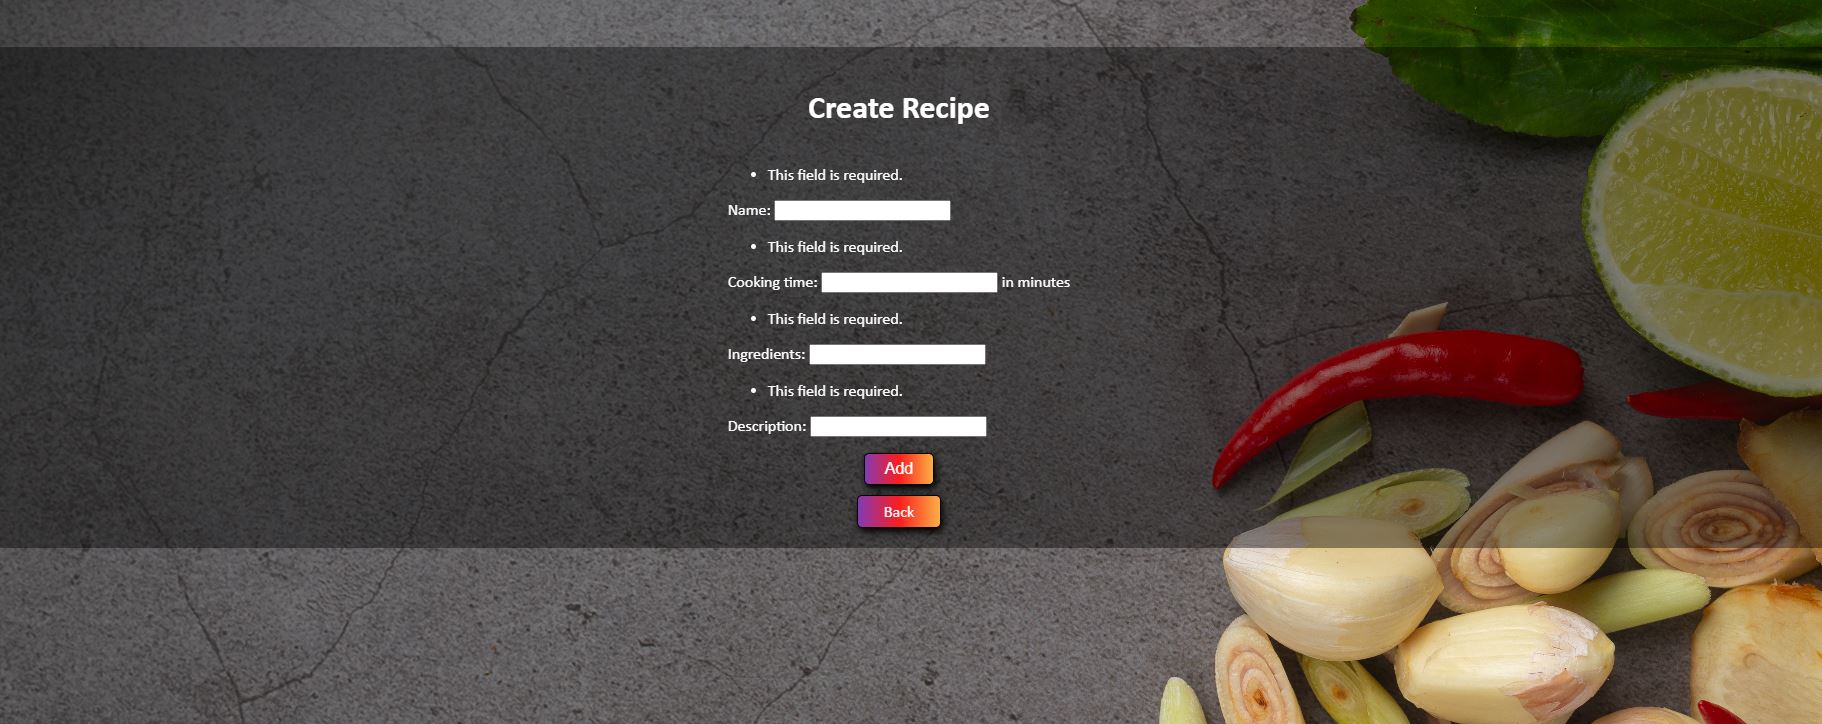 Create Recipe
• This field is required.
Name:
• This field is required.
Cooking time: in minutes
• This field is required.
Ingredients:
• This field is required.
Description:
Add
Back